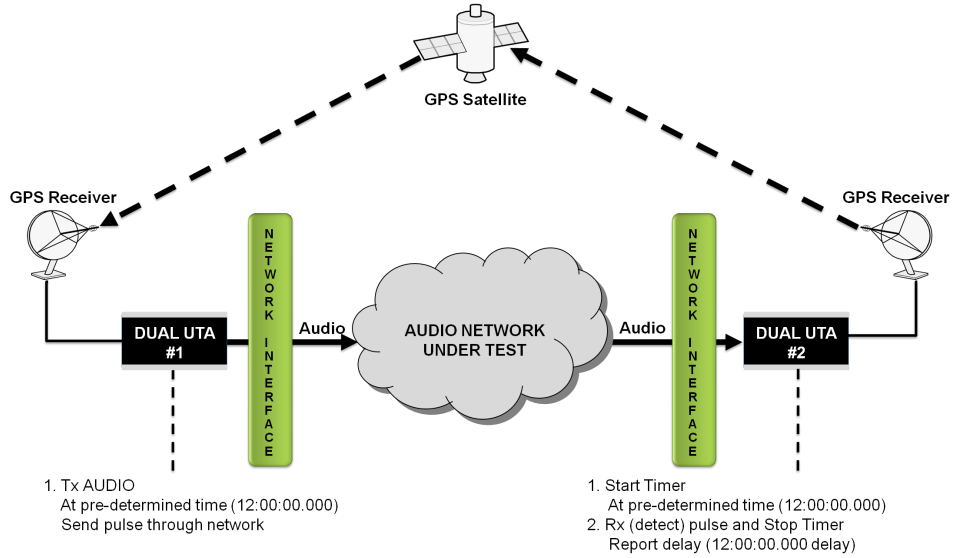 GPS Satellite
GPS Receiver
GPS Receiver
NETWORK INTERFACE
NETWORK INTERFACE
Audio
Audio
DUAL UTA
#1
AUDIO NETWORK
UNDER TEST
DUAL UTA
#2
1. Tx AUDIO
At pre-determined time (12:00:00.000)
Send pulse through network
1. Start Timer
At pre-determined time (12:00:00.000)
2. Rx (detect) pulse and Stop Timer
Report delay (12:00:00.000 delay)